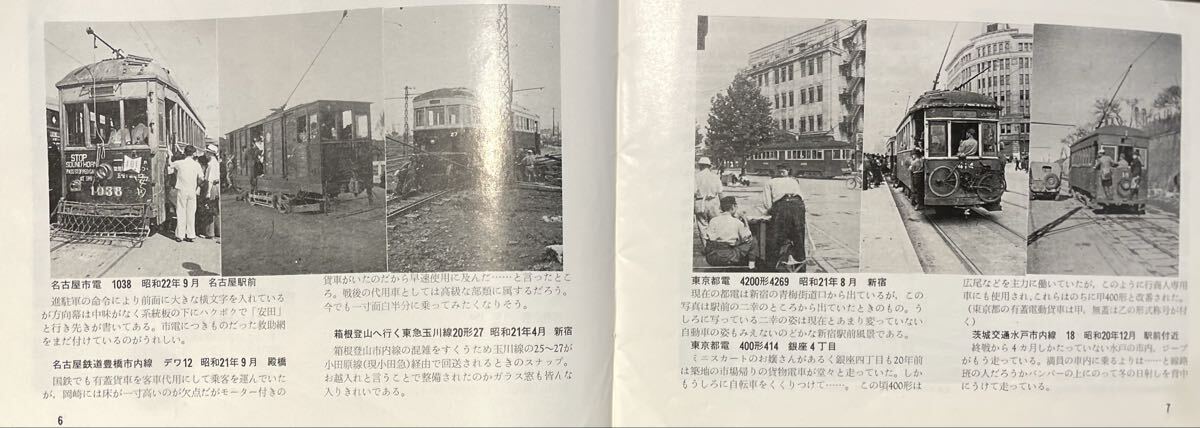 STOP
SOUND HORN
1038
27
414
名古屋市電 1038 昭和22年9月 名古屋駅前
進駐軍の命令により前面に大きな横文字を入れている
が方向幕は中味がなく系統板の下にハクボクで「安田」
と行き先が書いてある。市電につきものだった救助網
をまだ付けているのがうれしい。
名古屋鉄道豊橋市内線 デワ12 昭和21年9月 殿橋
国鉄でも有蓋貨車を客車代用にして乗客を運んでいた
が、岡崎には床が一寸高いのが欠点だがモーター付きの
貨車がいたのだから早速使用に及んだ……と言ったとこ
ろ。戦後の代用車としては高級な部類に属するだろう。
今でも一寸面白半分に乗ってみたくなりそう。
箱根登山へ行く東急玉川線20形27 昭和21年4月 新宿
箱根登山市内線の混雑をすくうため玉川線の25〜27が
小田原線(現小田急)経由で回送されるときのスナップ。
お越入れと言うことで整備されたのかガラス窓も皆んな
入りきれいである。
6
東京都電 4200形4269 昭和21年8月 新宿
現在の都電は新宿の青梅街道口から出ているが、この
写真は駅前の二幸のところから出ていたときのもの。う
しろに写っている二幸の姿は現在とあまり変っていない
自動車の姿もみえないのどかな新宿駅前風景である。
東京都電 400形414 銀座4丁目
ミニスカートのお嬢さんがあるく銀座四丁目も20年前
は築地の市場帰りの貨物電車が堂々と走っていた。しか
もうしろに自転車をくくりつけて……。 この頃400形は
広尾などを主力に働いていたが、このように行商人専用
車にも使用され、これらはのちに甲400形と改番された。
(東京都の有蓋電動貨車は甲、無蓋は乙の形式称号が付く)
茨城交通水戸市内線 18 昭和20年12月 駅前付近
終戦から4カ月しかたっていない水戸の市内、ジープ
がもう走っている。満員の車内に乗るよりは……と線路
班の人だろうかバンパーの上にのって冬の日射しを背中
にうけて走っている。
7